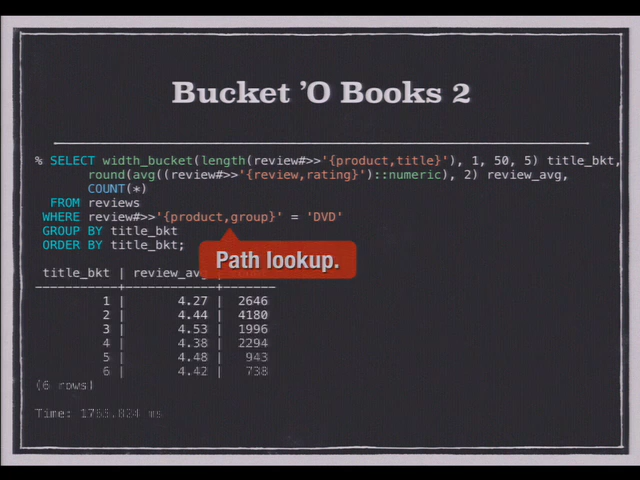 Bucket 'O Books 2
% SELECT width_bucket(length(review#>>'{product,title}'), 1, 50, 5) title_bkt,
round(avg((review#>>'{review,rating}')::numeric), 2) review_avg,
COUNT(*)
FROM reviews
WHERE review#>>'{product,group}' = 'DVD'
GROUP BY title_bkt
ORDER BY title_bkt;
Path lookup.
title_bkt | review_avg
1 | 4.27 | 2646
2 | 4.44 | 4180
3 | 4.53 | 1996
4 | 4.38 | 2294
5 | 4.48 | 943
6 | 4.42 | 738
(6 rows)
Time: ms